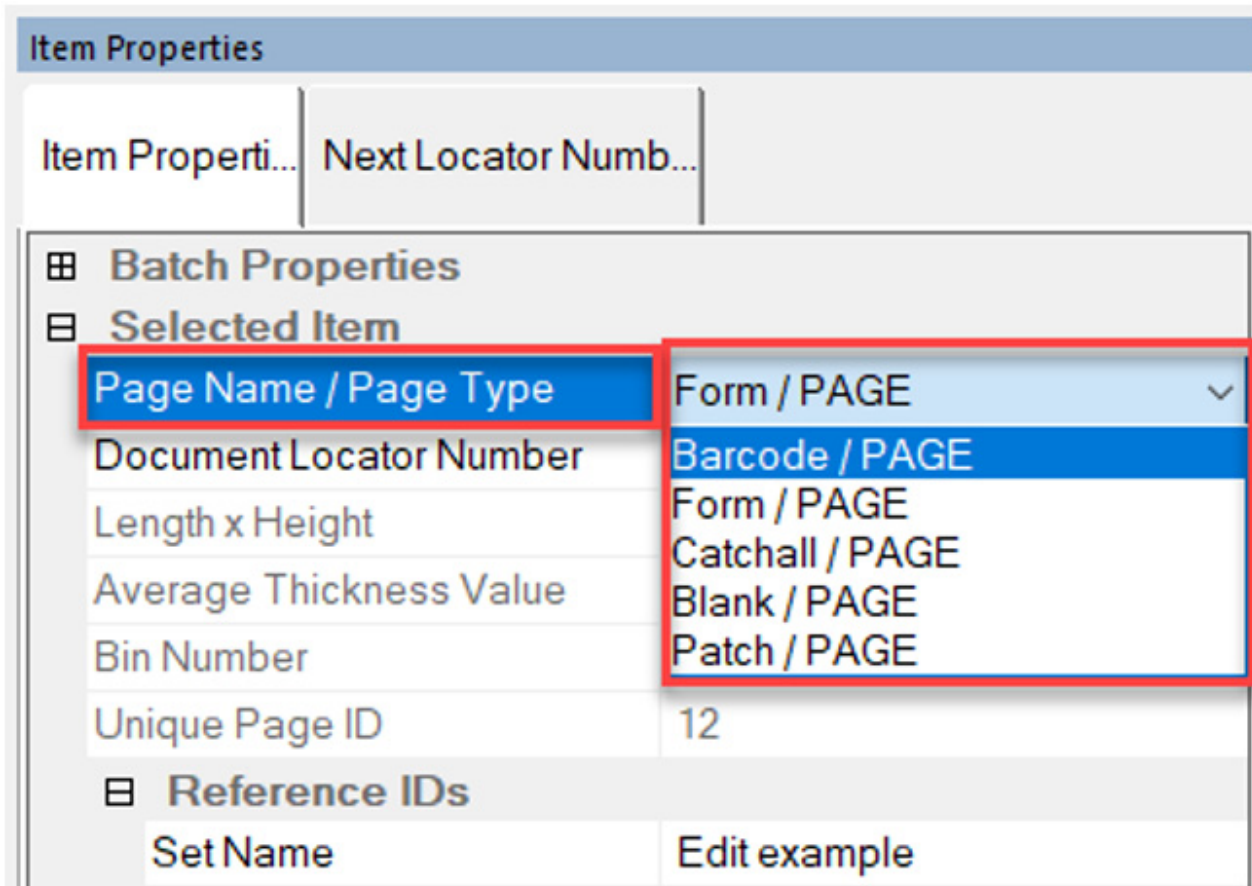 Item Properties
Item Properti... Next Locator Numb...
Batch Properties
Selected Item
Page Name / Page Type Form / PAGE
Document Locator Number Barcode / PAGE
Form / PAGE
Length x Height
Catchall / PAGE
Average Thickness Value Blank / PAGE
Bin Number Patch / PAGE
Unique Page ID 12
Reference IDs
Set Name Edit example